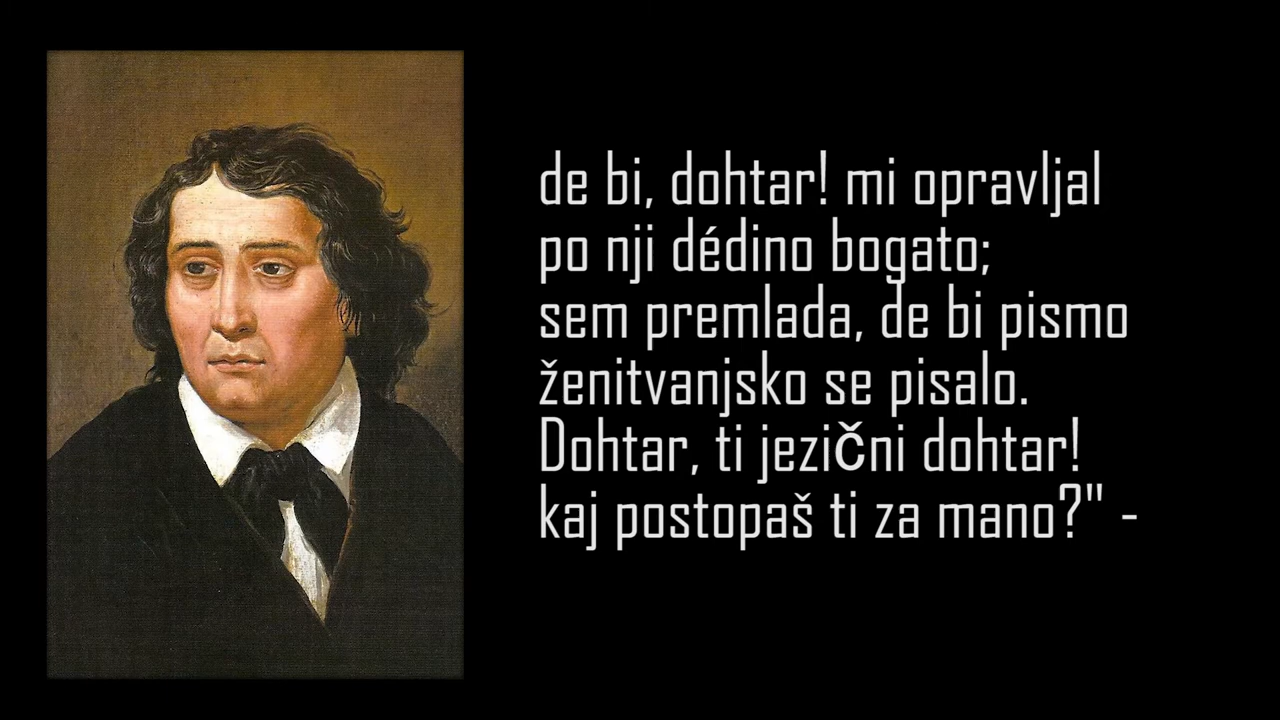 de bi, dohtar! mi opravljal
po nji dédino bogato;
sem premlada, de bi pismo
ženitvanjsko se pisalo.
Dohtar, ti jezični dohtar!
kaj postopaš ti za mano?" -